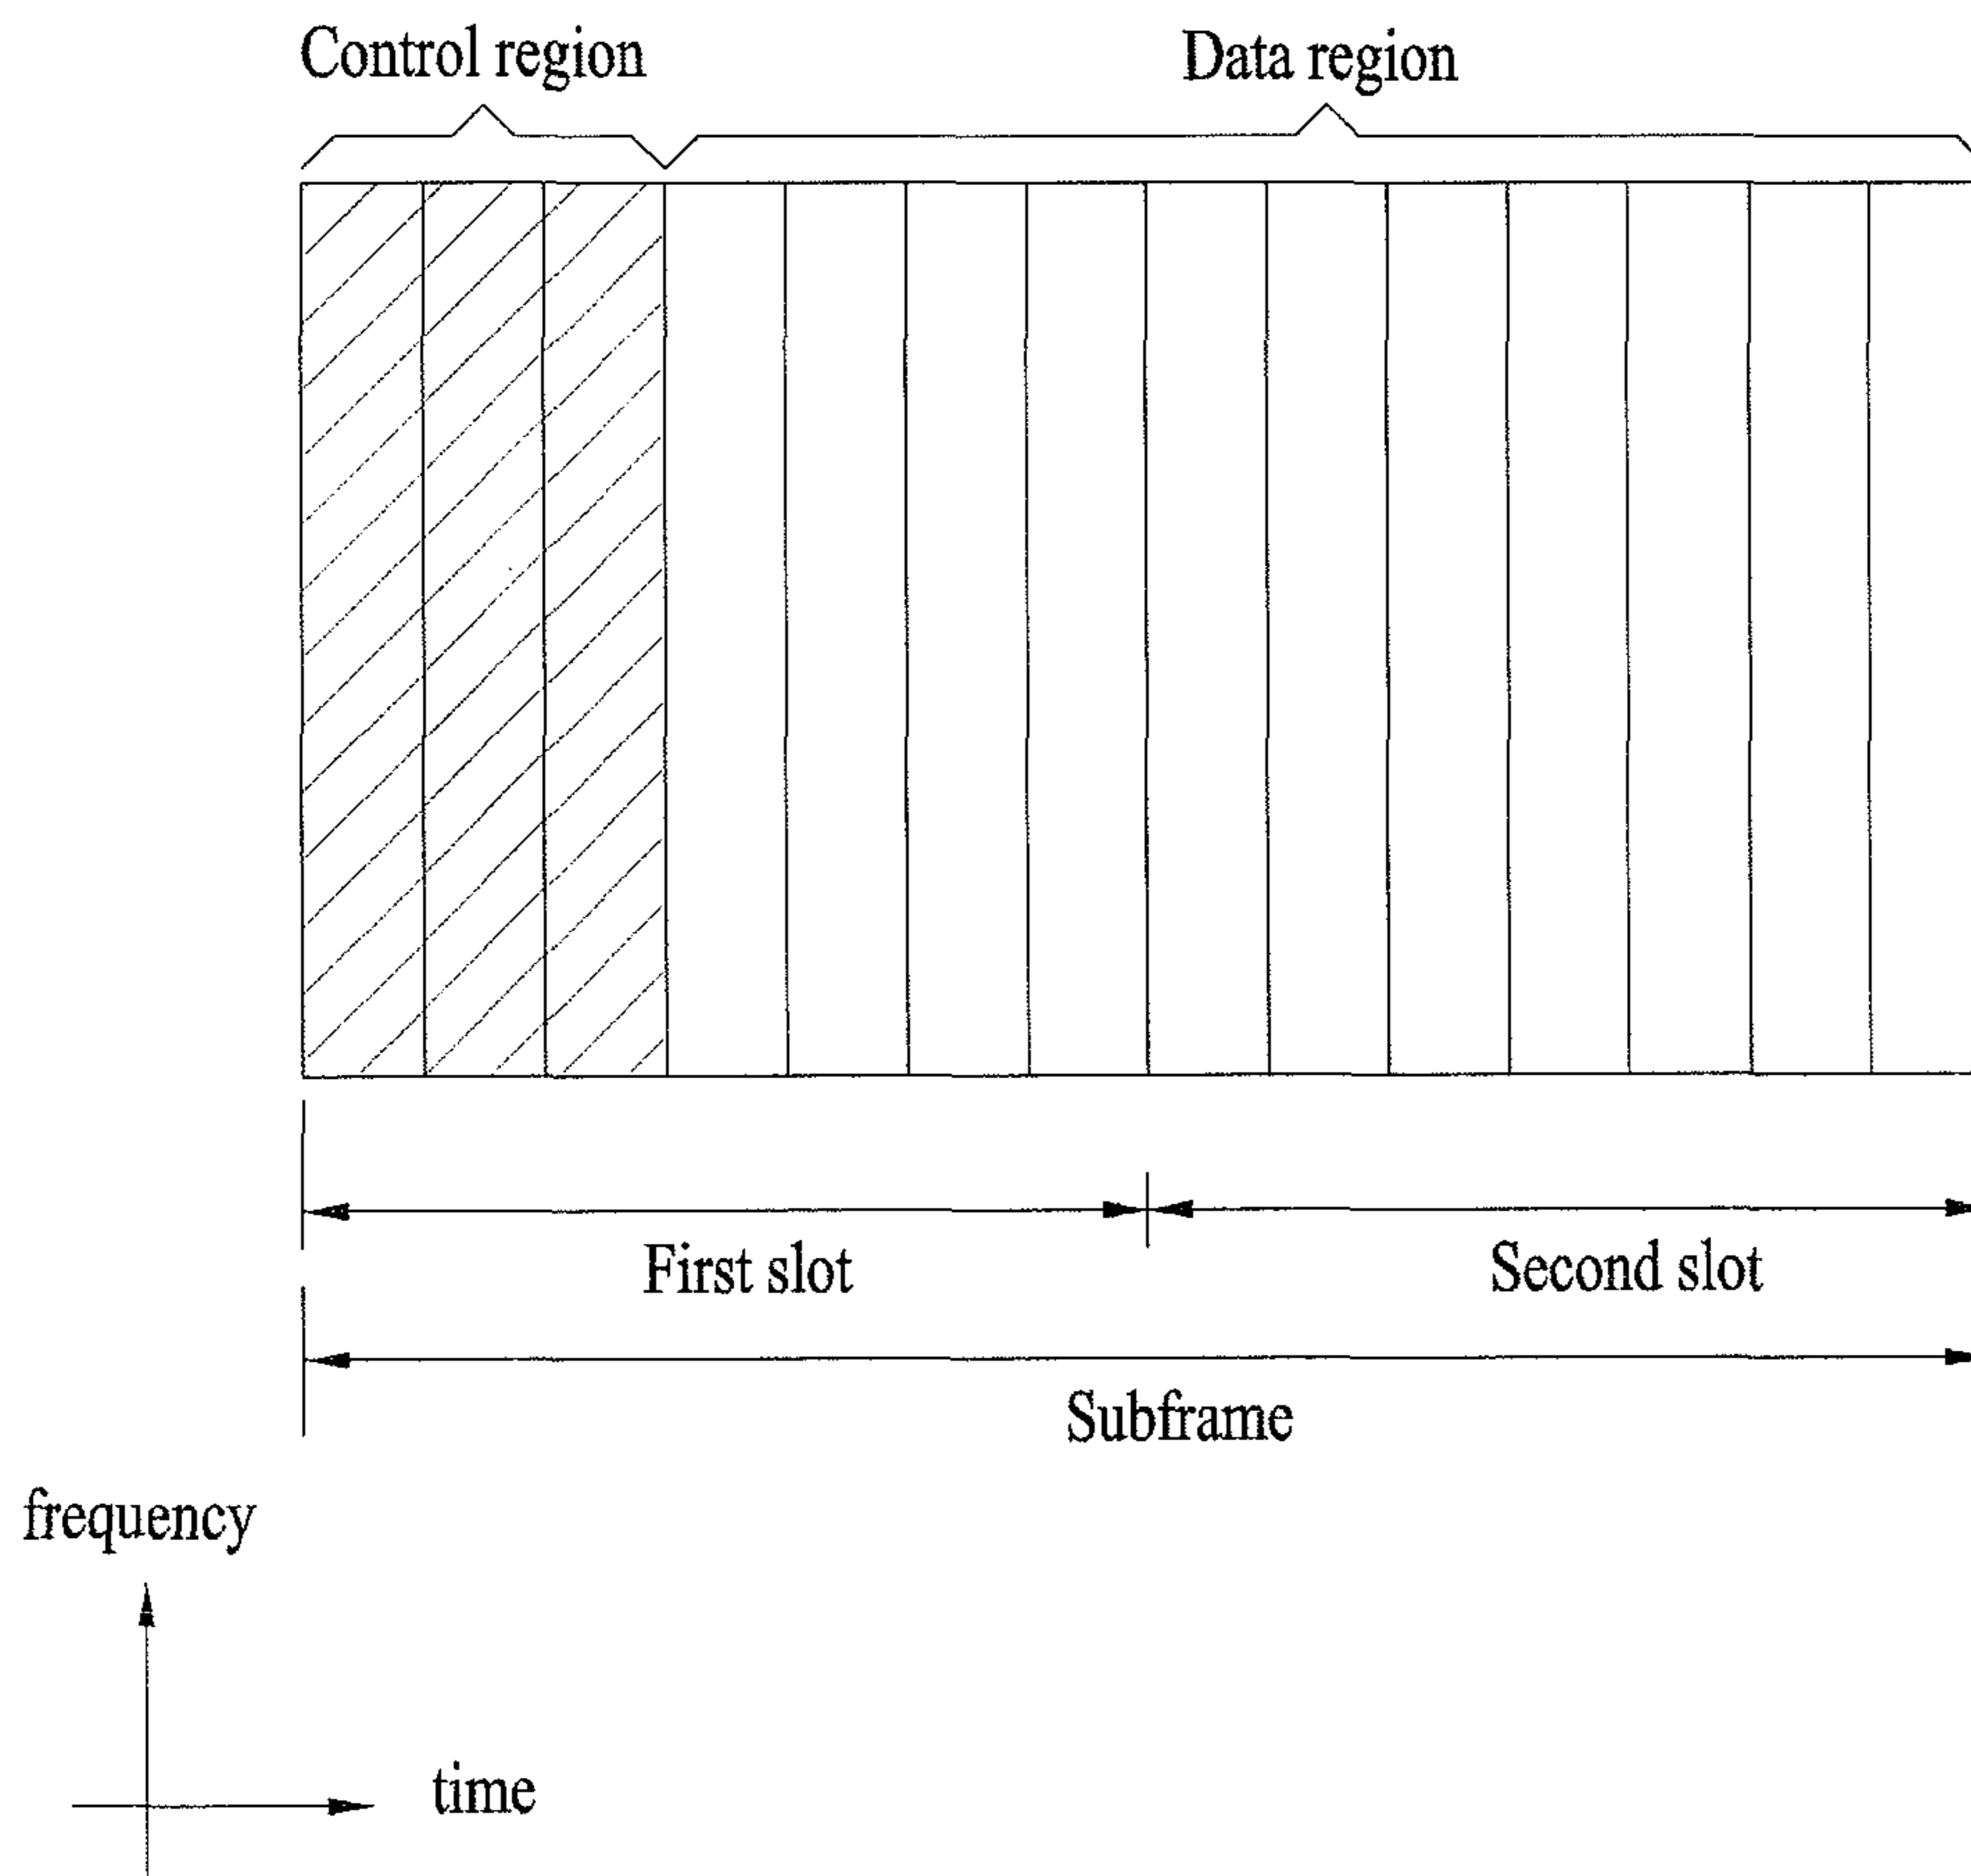 Control region
Data region
First slot
Second slot
Subframe
frequency
time